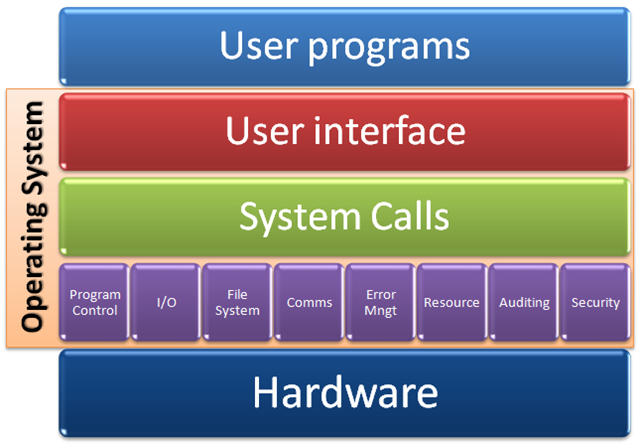 User programs
Operating System
User interface
System Calls
Program
Control
I/O
File
System
Comms
Error
Mngt
Resource
Auditing
Security
Hardware